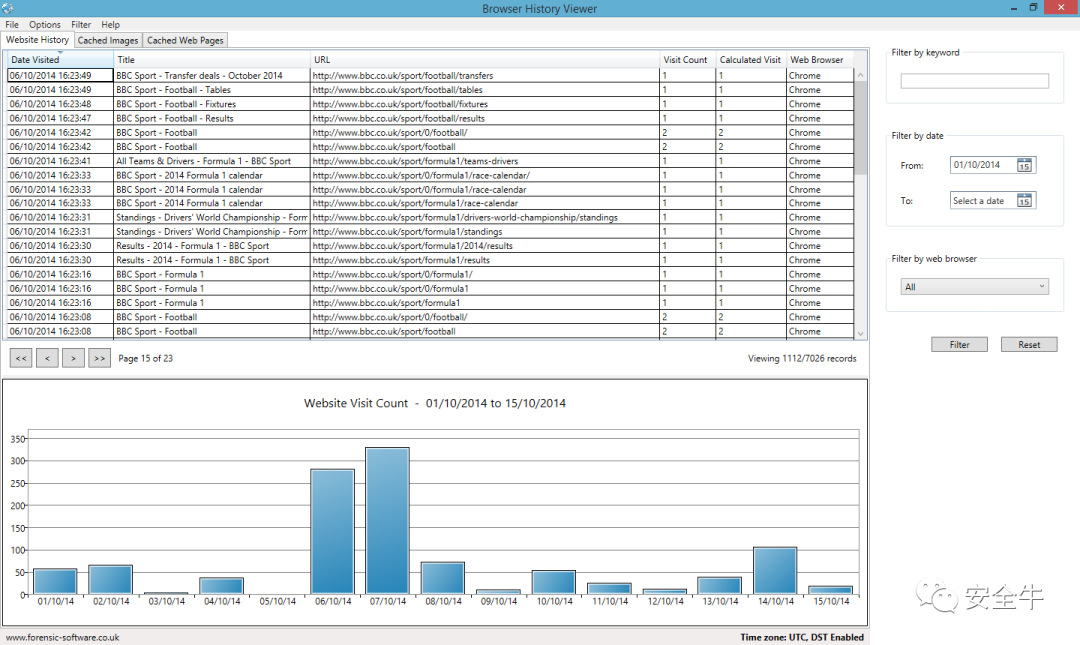 Browser History Viewer
File Options Filter Help
Website History Cached Images Cached Web Pages
Date Visited Title URL Visit Count Calculated Visit Web Browser
06/10/2014 16:23:49 BBC Sport - Transfer deals - October 2014 http://www.bbc.co.uk/sport/football/transfers 1 1 Chrome
06/10/2014 16:23:49 BBC Sport - Football - Tables http://www.bbc.co.uk/sport/football/tables 1 1 Chrome
06/10/2014 16:23:48 BBC Sport - Football - Fixtures http://www.bbc.co.uk/sport/football/fixtures 1 1 Chrome
06/10/2014 16:23:47 BBC Sport - Football - Results http://www.bbc.co.uk/sport/football/results 1 1 Chrome
06/10/2014 16:23:42 BBC Sport - Football http://www.bbc.co.uk/sport/0/football/ 2 2 Chrome
06/10/2014 16:23:42 BBC Sport - Football http://www.bbc.co.uk/sport/football 2 2 Chrome
06/10/2014 16:23:41 All Teams & Drivers - Formula 1 - BBC Sport http://www.bbc.co.uk/sport/formula1/teams-drivers 1 1 Chrome
06/10/2014 16:23:33 BBC Sport - 2014 Formula 1 calendar http://www.bbc.co.uk/sport/0/formula1/race-calendar/ 1 1 Chrome
06/10/2014 16:23:33 BBC Sport - 2014 Formula 1 calendar http://www.bbc.co.uk/sport/0/formula1/race-calendar 1 1 Chrome
06/10/2014 16:23:33 BBC Sport - 2014 Formula 1 calendar http://www.bbc.co.uk/sport/formula1/race-calendar 1 1 Chrome
06/10/2014 16:23:31 Standings - Drivers' World Championship - Form http://www.bbc.co.uk/sport/formula1/drivers-world-championship/standings 1 1 Chrome
06/10/2014 16:23:31 Standings - Drivers' World Championship - Form http://www.bbc.co.uk/sport/formula1/standings 1 1 Chrome
06/10/2014 16:23:30 Results - 2014 - Formula 1 - BBC Sport http://www.bbc.co.uk/sport/formula1/2014/results 1 1 Chrome
06/10/2014 16:23:30 Results - 2014 - Formula 1 - BBC Sport http://www.bbc.co.uk/sport/formula1/results 1 1 Chrome
06/10/2014 16:23:16 BBC Sport - Formula 1 http://www.bbc.co.uk/sport/0/formula1/ 1 1 Chrome
06/10/2014 16:23:16 BBC Sport - Formula 1 http://www.bbc.co.uk/sport/0/formula1 1 1 Chrome
06/10/2014 16:23:16 BBC Sport - Formula 1 http://www.bbc.co.uk/sport/formula1 1 1 Chrome
06/10/2014 16:23:08 BBC Sport - Football http://www.bbc.co.uk/sport/0/football/ 2 2 Chrome
06/10/2014 16:23:08 BBC Sport - Football http://www.bbc.co.uk/sport/football 2 2 Chrome
<< < > >> Page 15 of 23 Viewing 1112/7026 records
Filter by keyword
Filter by date
From: 01/10/2014 15
To: Select a date 15
Filter by web browser
All
Filter Reset
Website Visit Count - 01/10/2014 to 15/10/2014
350
300
250
200
150
100
50
0
01/10/14 02/10/14 03/10/14 04/10/14 05/10/14 06/10/14 07/10/14 08/10/14 09/10/14 10/10/14 11/10/14 12/10/14 13/10/14 14/10/14 15/10/14
安全牛
www.forensic-software.co.uk Time zone: UTC, DST Enabled